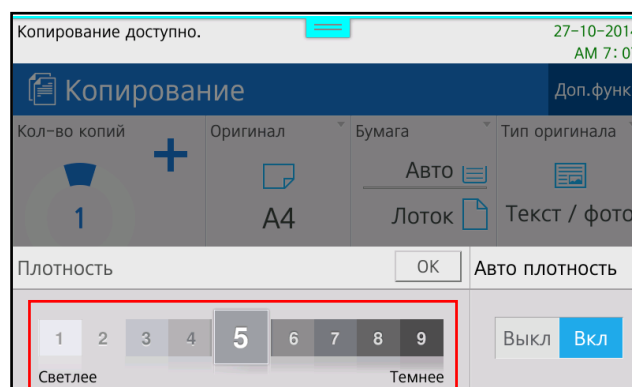 Копирование доступно.
27-10-201
AM 7: 0
Копирование
Доп.функ
Кол-во копий
Оригинал
Бумага
Тип оригинала
1
A4
Авто
Лоток
Текст / фото
Плотность
OK
Авто плотность
1 2 3 4 5 6 7 8 9
Светлее
Темнее
Выкл Вкл